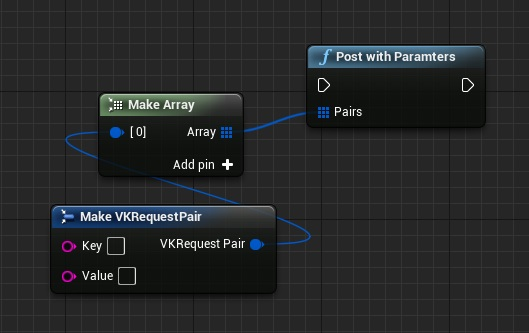 Post with Paramters
Pairs
Make Array
[0] Array
Add pin
Make VKRequestPair
Key VKRequest Pair
Value